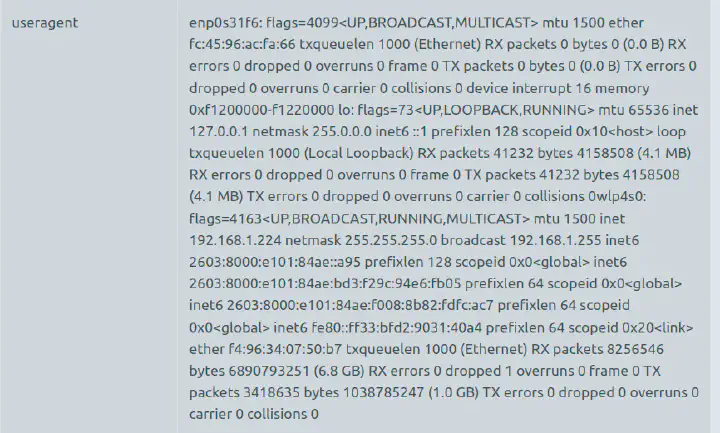 useragent
enp0s31f6: flags=4099<UP,BROADCAST,MULTICAST> mtu 1500 ether
fc:45:96:ac:fa:66 txqueuelen 1000 (Ethernet) RX packets 0 bytes 0 (0.0 B) RX
errors 0 dropped 0 overruns 0 frame 0 TX packets 0 bytes 0 (0.0 B) TX errors 0
dropped 0 overruns 0 carrier 0 collisions 0 device interrupt 16 memory
0xf1200000-f1220000 lo: flags=73<UP,LOOPBACK,RUNNING> mtu 65536 inet
127.0.0.1 netmask 255.0.0.0 inet6 ::1 prefixlen 128 scopeid 0x10<host> loop
txqueuelen 1000 (Local Loopback) RX packets 41232 bytes 4158508 (4.1 MB)
RX errors 0 dropped 0 overruns 0 frame 0 TX packets 41232 bytes 4158508
(4.1 MB) TX errors 0 dropped 0 overruns 0 carrier 0 collisions 0wlp4s0:
flags=4163<UP,BROADCAST,RUNNING,MULTICAST> mtu 1500 inet
192.168.1.224 netmask 255.255.255.0 broadcast 192.168.1.255 inet6
2603:8000:e101:84ae::a95 prefixlen 128 scopeid 0x0<global> inet6
2603:8000:e101:84ae:bd3:f29c:94e6:fb05 prefixlen 64 scopeid 0x0<global>
inet6 2603:8000:e101:84ae:f008:8b82:fdfc:ac7 prefixlen 64 scopeid
0x0<global> inet6 fe80::ff33:bfd2:9031:40a4 prefixlen 64 scopeid 0x20<link>
ether f4:96:34:07:50:b7 txqueuelen 1000 (Ethernet) RX packets 8256546
bytes 6890793251 (6.8 GB) RX errors 0 dropped 1 overruns 0 frame 0 TX
packets 3418635 bytes 1038785247 (1.0 GB) TX errors 0 dropped 0 overruns 0
carrier 0 collisions 0